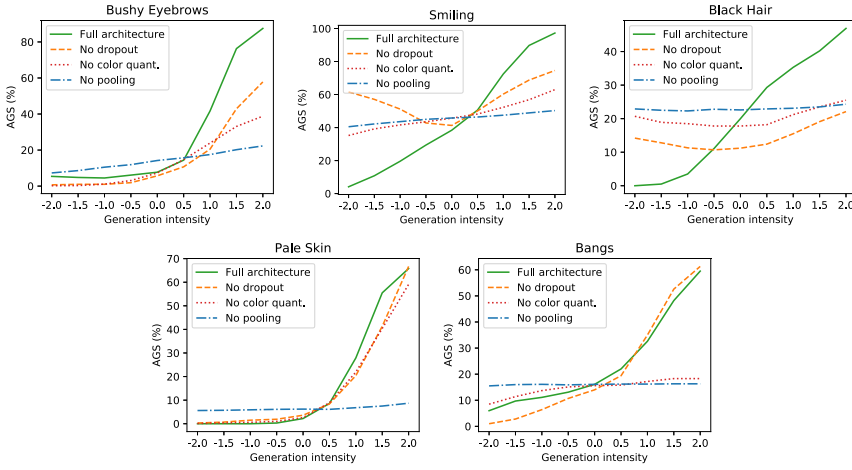 Bushy Eyebrows
Full architecture
No dropout
No color quant.
No pooling
AGS (%)
80
60
40
20
0
-2.0 -1.5 -1.0 -0.5 0.0 0.5 1.0 1.5 2.0
Generation intensity
Smiling
Full architecture
No dropout
No color quant.
No pooling
AGS (%)
100
80
60
40
20
0
-2.0 -1.5 -1.0 -0.5 0.0 0.5 1.0 1.5 2.0
Generation intensity
Black Hair
Full architecture
No dropout
No color quant.
No pooling
AGS (%)
40
30
20
10
0
-2.0 -1.5 -1.0 -0.5 0.0 0.5 1.0 1.5 2.0
Generation intensity
Pale Skin
Full architecture
No dropout
No color quant.
No pooling
AGS (%)
70
60
50
40
30
20
10
0
-2.0 -1.5 -1.0 -0.5 0.0 0.5 1.0 1.5 2.0
Generation intensity
Bangs
Full architecture
No dropout
No color quant.
No pooling
AGS (%)
60
50
40
30
20
10
0
-2.0 -1.5 -1.0 -0.5 0.0 0.5 1.0 1.5 2.0
Generation intensity